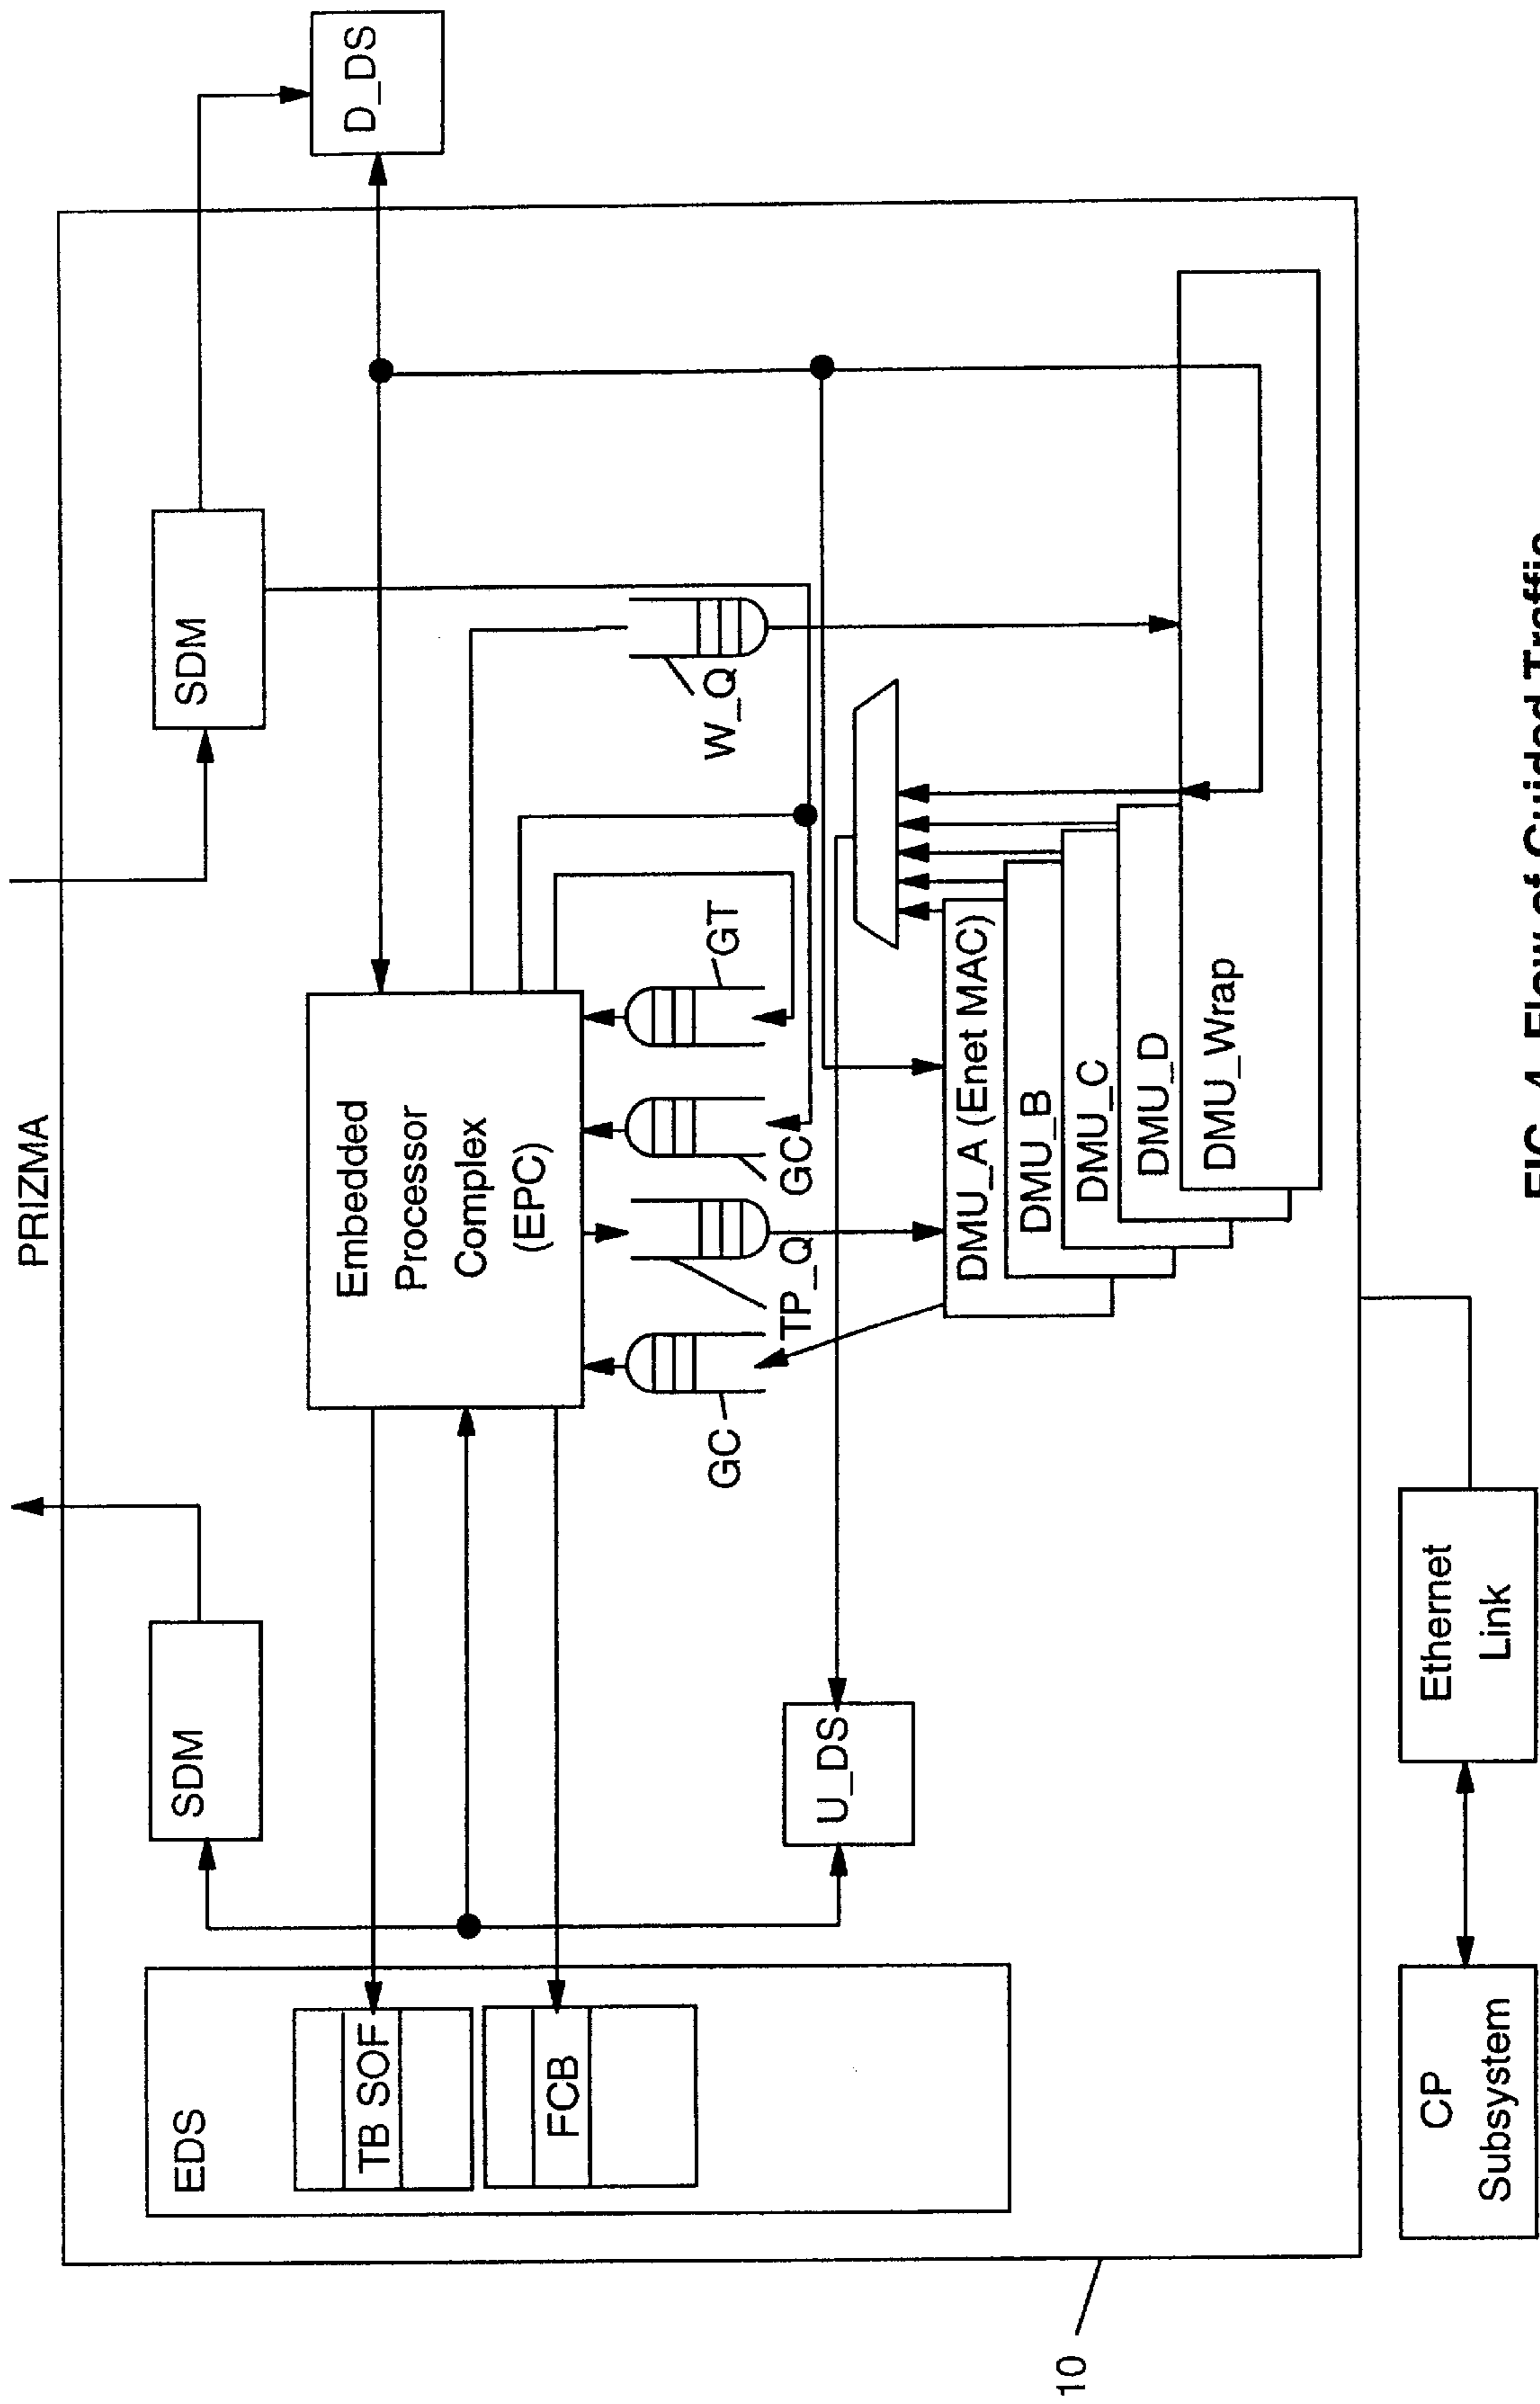 PRIZMA
EDS
SDM
SDM
D_DS
TB SOF
FCB
Embedded
Processor
Complex
(EPC)
GC
TP_Q
GC
GT
W_Q
U_DS
DMU_A (Enet MAC)
DMU_B
DMU_C
DMU_D
DMU_Wrap
10
CP
Subsystem
Ethernet
Link
FIG. 4 Flow of Guided Traffic